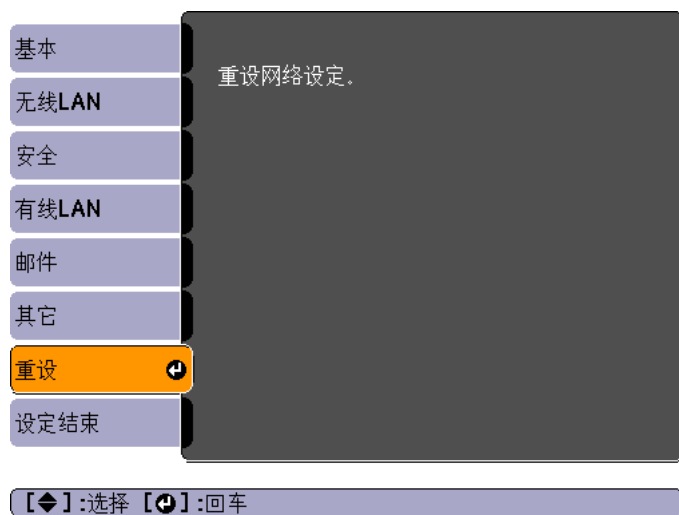 基本
无线LAN
安全
有线LAN
邮件
其它
重设
设定结束
重设网络设定。
[◆]:选择 [⏎]:回车